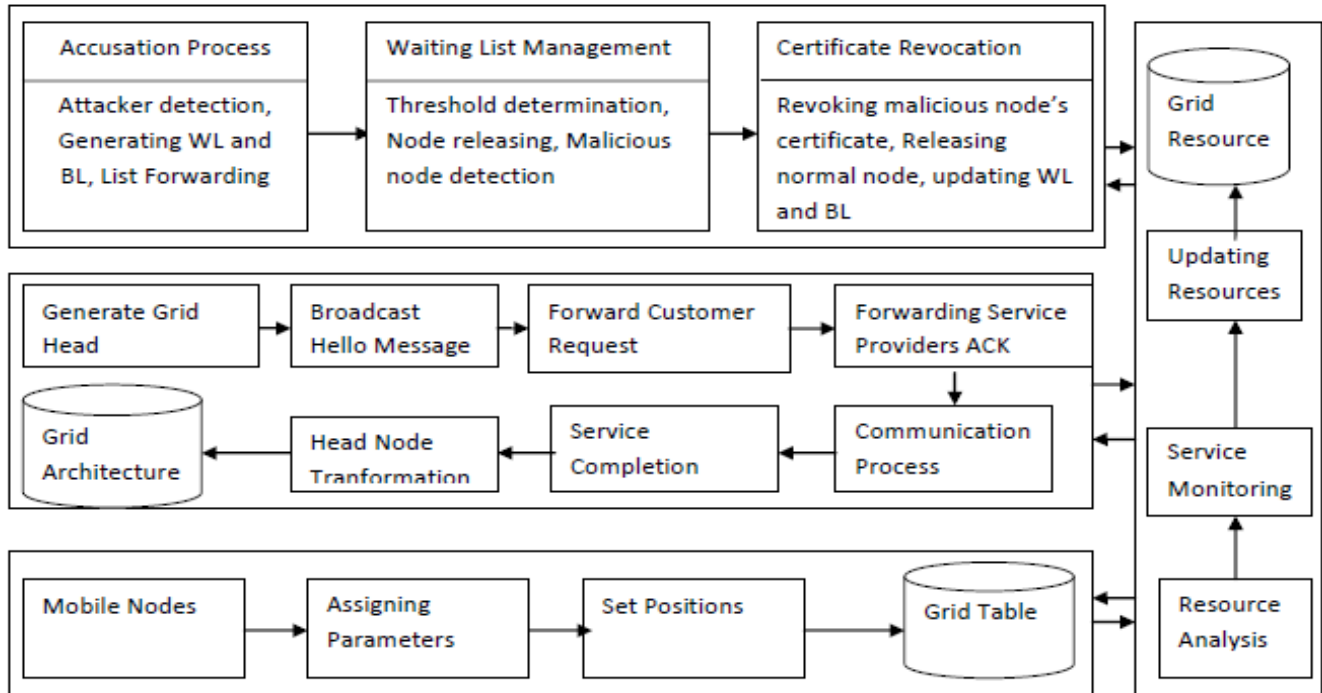 Accusation Process
Attacker detection,
Generating WL and
BL, List Forwarding
Waiting List Management
Threshold determination,
Node releasing, Malicious
node detection
Certificate Revocation
Revoking malicious node's
certificate, Releasing
normal node, updating WL
and BL
Grid
Resource
Updating
Resources
Service
Monitoring
Resource
Analysis
Generate Grid
Head
Broadcast
Hello Message
Forward Customer
Request
Forwarding Service
Providers ACK
Communication
Process
Service
Completion
Head Node
Tranformation
Grid
Architecture
Mobile Nodes
Assigning
Parameters
Set Positions
Grid Table